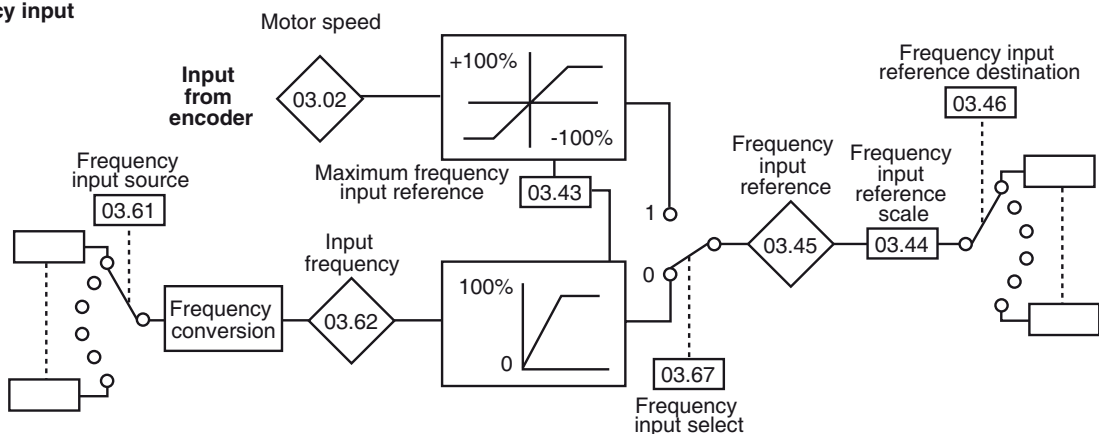 cy input
Motor speed
Input
from
encoder
03.02
+100%
-100%
Frequency input
reference destination
03.46
Frequency
input source
03.61
Maximum frequency
input reference
03.43
Frequency
input
reference
03.45
Frequency
input
reference
scale
03.44
1
0
Input
frequency
Frequency
conversion
03.62
100%
0
03.67
Frequency
input select